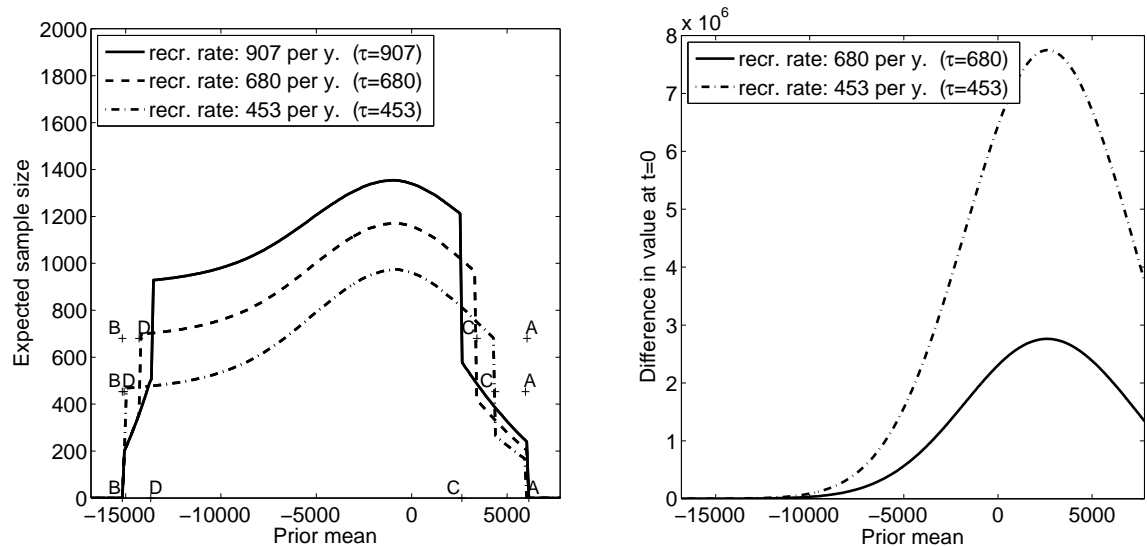 2000
1800
1600
1400
1200
1000
800
600
400
200
0
Expected sample size
recr. rate: 907 per y. (τ=907)
recr. rate: 680 per y. (τ=680)
recr. rate: 453 per y. (τ=453)
B D C A
B D C A
B D C A
−15000 −10000 −5000 0 5000
Prior mean
x 10^6
8
7
6
5
4
3
2
1
0
Difference in value at t=0
recr. rate: 680 per y. (τ=680)
recr. rate: 453 per y. (τ=453)
−15000 −10000 −5000 0 5000
Prior mean